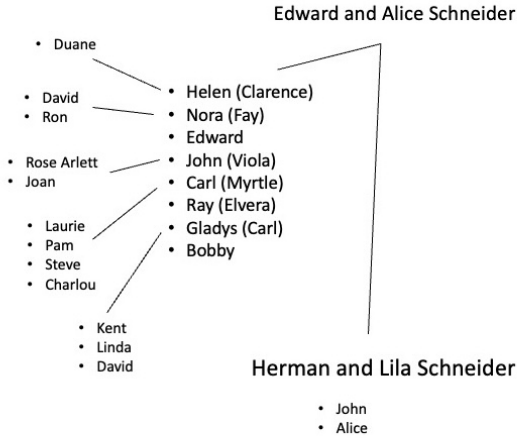 Edward and Alice Schneider
• Duane
• David
• Ron
• Rose Arlett
• Joan
• Laurie
• Pam
• Steve
• Charlou
• Kent
• Linda
• David
• Helen (Clarence)
• Nora (Fay)
• Edward
• John (Viola)
• Carl (Myrtle)
• Ray (Elvera)
• Gladys (Carl)
• Bobby
Herman and Lila Schneider
• John
• Alice